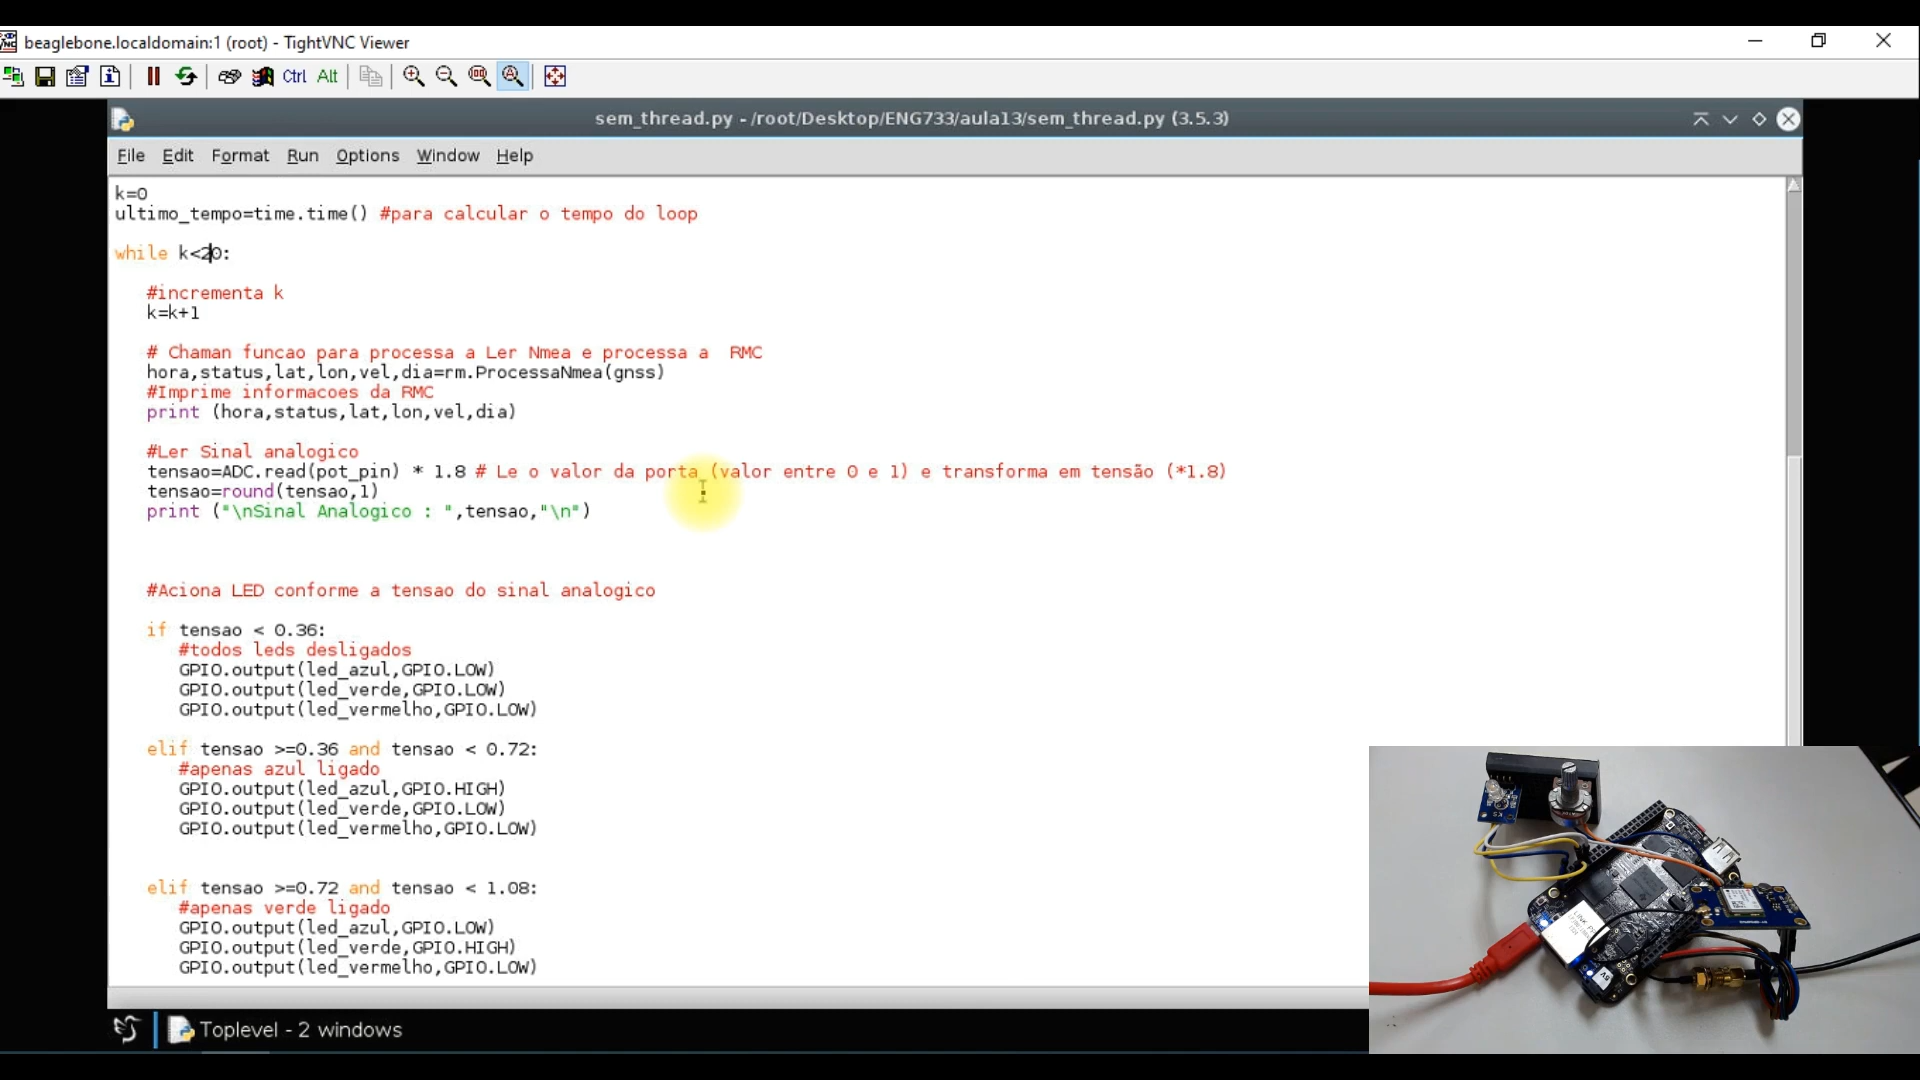 beaglebone.localdomain:1 (root) - TightVNC Viewer
Ctrl Alt
sem_thread.py - /root/Desktop/ENG733/aula13/sem_thread.py (3.5.3)
File Edit Format Run Options Window Help
k=0
ultimo_tempo=time.time() #para calcular o tempo do loop
while k<20:
#incrementa k
k=k+1
# Chaman funcao para processa a Ler Nmea e processa a  RMC
hora,status,lat,lon,vel,dia=rm.ProcessaNmea(gnss)
#Imprime informacoes da RMC
print (hora,status,lat,lon,vel,dia)
#Ler Sinal analogico
tensao=ADC.read(pot_pin) * 1.8 # Le o valor da porta (valor entre 0 e 1) e transforma em tensão (*1.8)
tensao=round(tensao,1)
print ("\nSinal Analogico : ",tensao,"\n")
#Aciona LED conforme a tensao do sinal analogico
if tensao < 0.36:
#todos leds desligados
GPIO.output(led_azul,GPIO.LOW)
GPIO.output(led_verde,GPIO.LOW)
GPIO.output(led_vermelho,GPIO.LOW)
elif tensao >=0.36 and tensao < 0.72:
#apenas azul ligado
GPIO.output(led_azul,GPIO.HIGH)
GPIO.output(led_verde,GPIO.LOW)
GPIO.output(led_vermelho,GPIO.LOW)
elif tensao >=0.72 and tensao < 1.08:
#apenas verde ligado
GPIO.output(led_azul,GPIO.LOW)
GPIO.output(led_verde,GPIO.HIGH)
GPIO.output(led_vermelho,GPIO.LOW)
Toplevel - 2 windows
5V